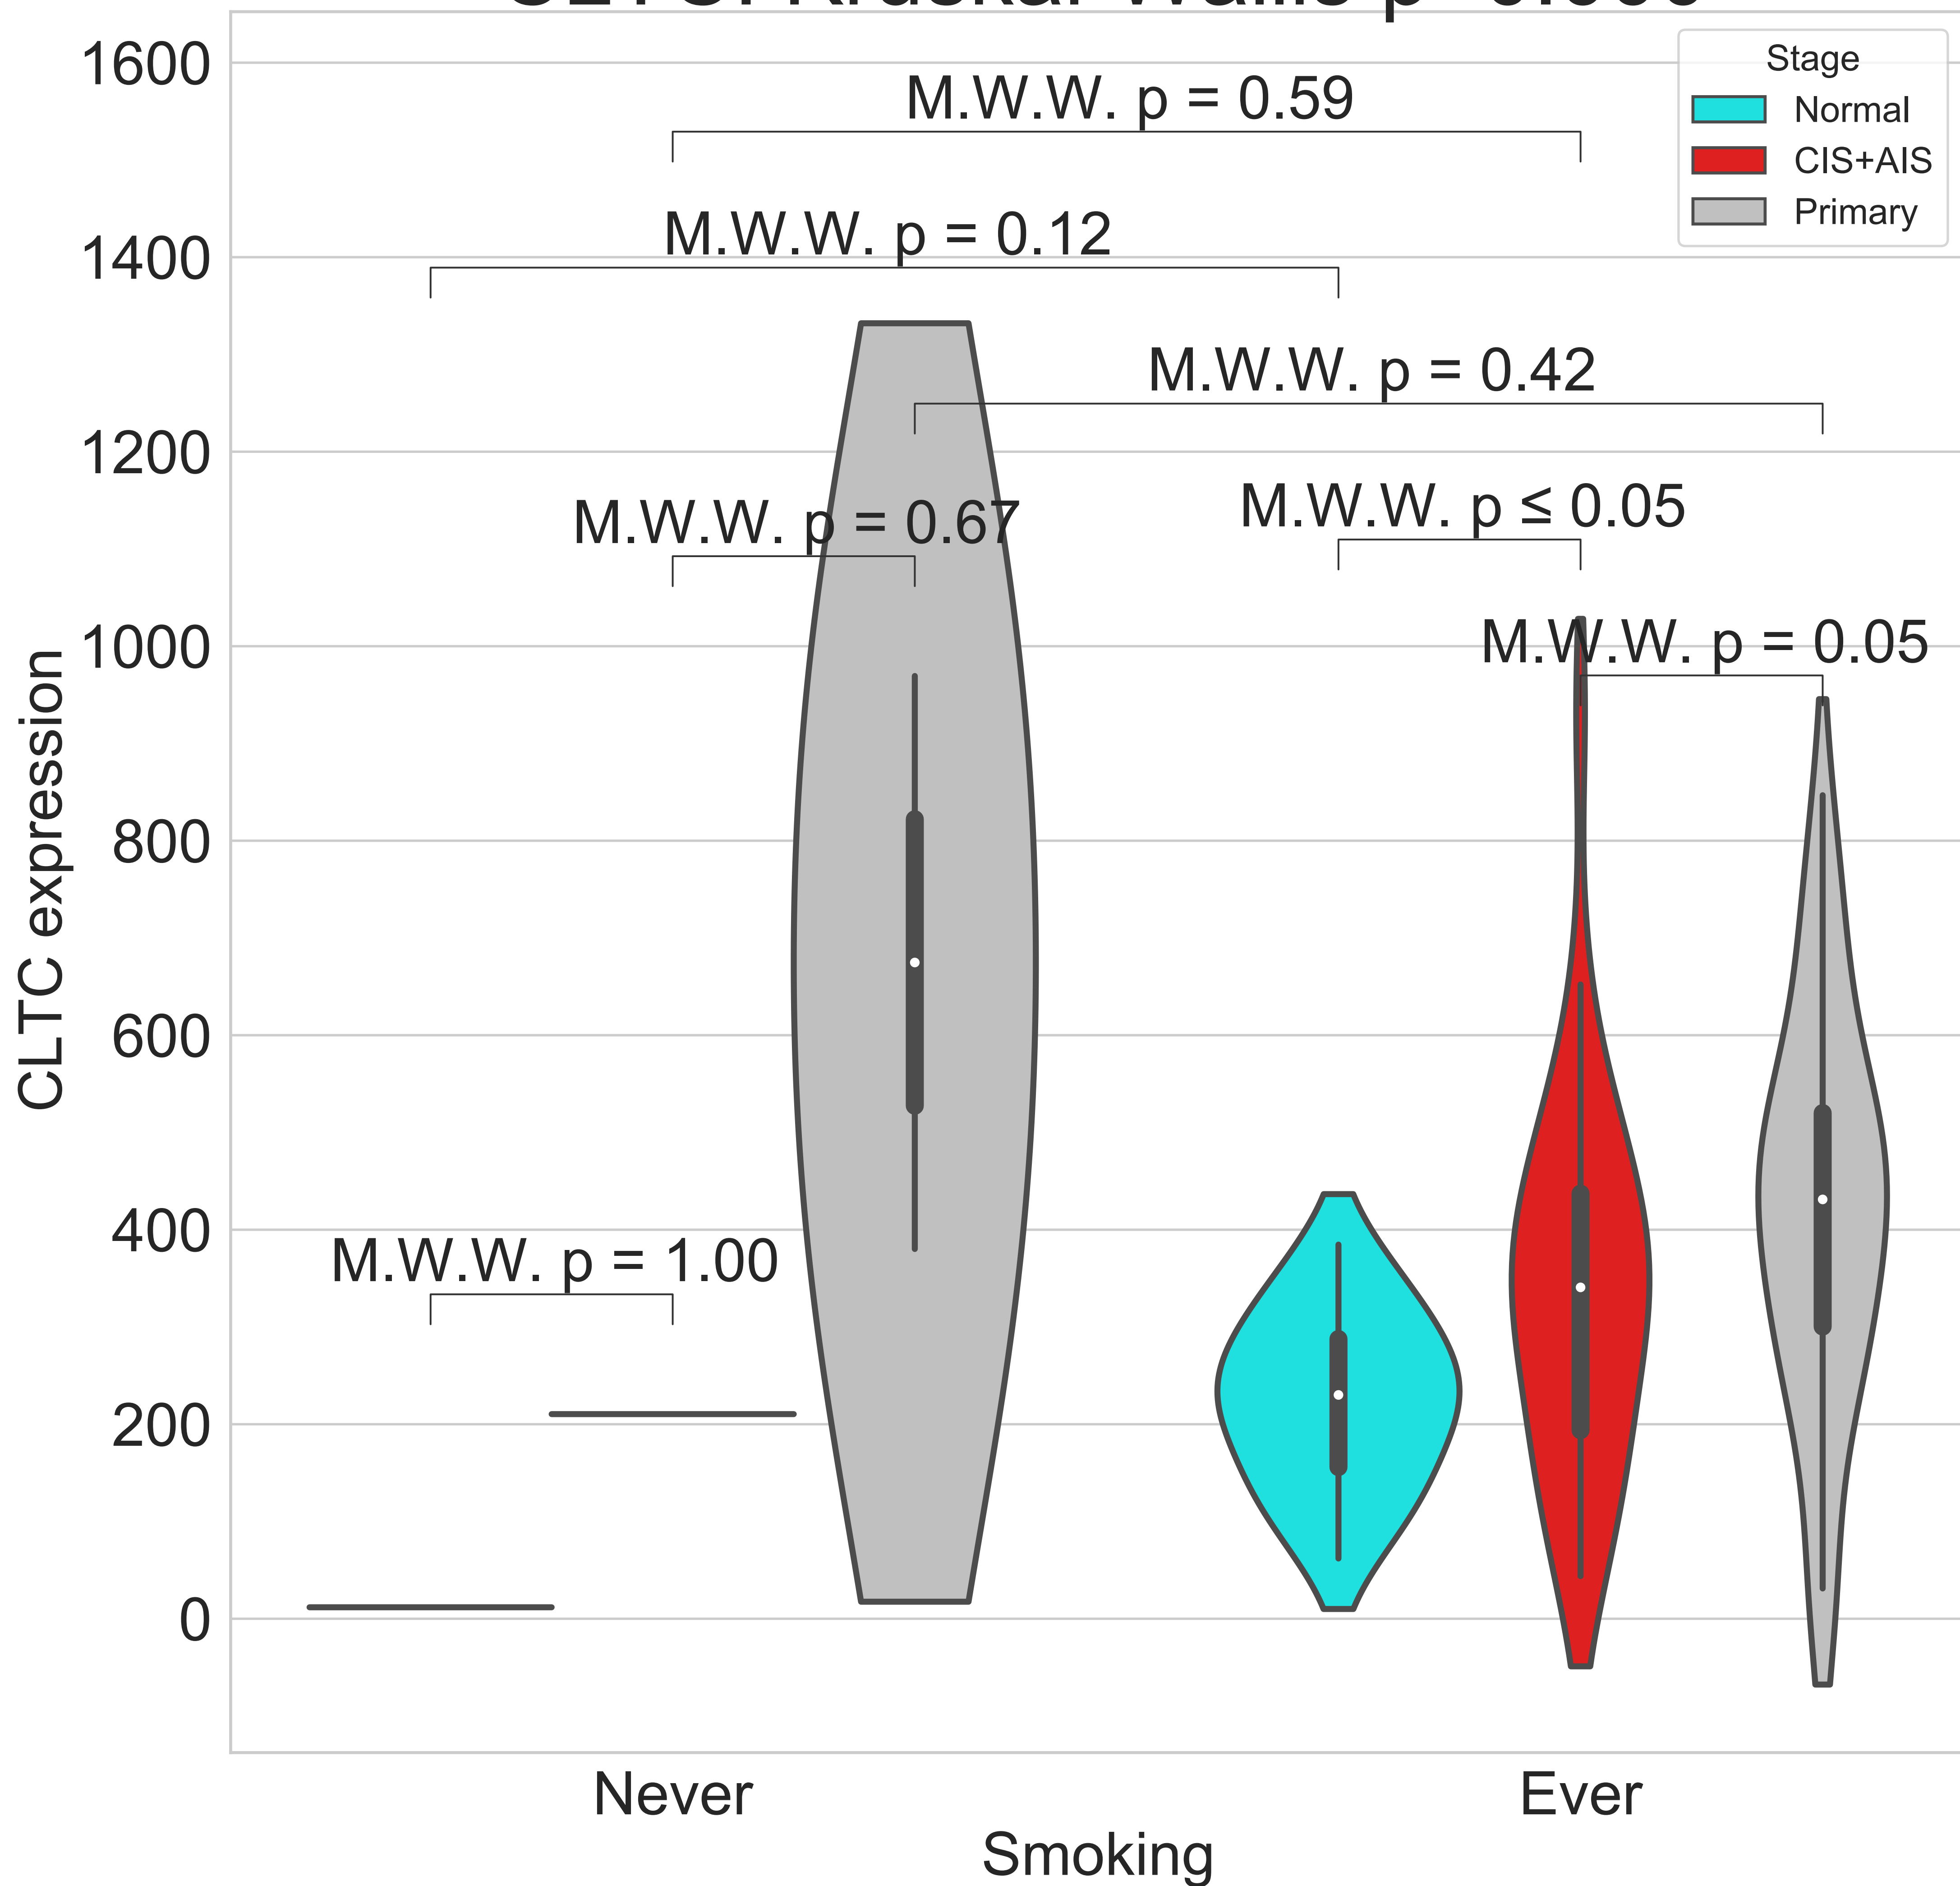 1600
1400
1200
1000
800
600
400
200
0
CLTC expression
Stage
Normal
CIS+AIS
Primary
M.W.W. p = 0.59
M.W.W. p = 0.12
M.W.W. p = 0.42
M.W.W. p = 0.67
M.W.W. p ≤ 0.05
M.W.W. p = 0.05
M.W.W. p = 1.00
Never
Ever
Smoking